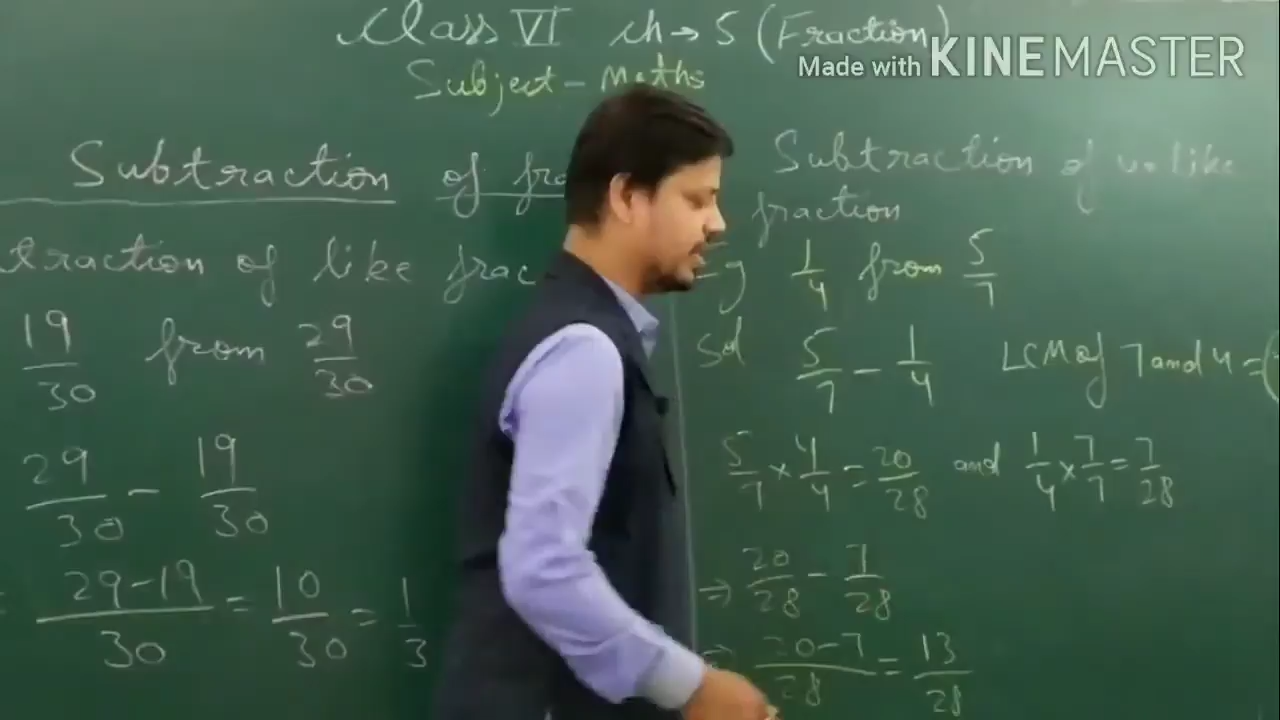 Class VI ch → 5 (Fraction)
Subject - Maths
Made with KINEMASTER
Subtraction of fra
traction of like frac
19/30 from 29/30
29/30 - 19/30
= (29-19)/30 = 10/30 = 1/3
Subtraction of unlike
fraction
Eg 1/4 from 5/7
Sol 5/7 - 1/4 LCM of 7 and 4 = (
5/7 × 4/4 = 20/28 and 1/4 × 7/7 = 7/28
⇒ 20/28 - 7/28
⇒ (20-7)/28 = 13/28